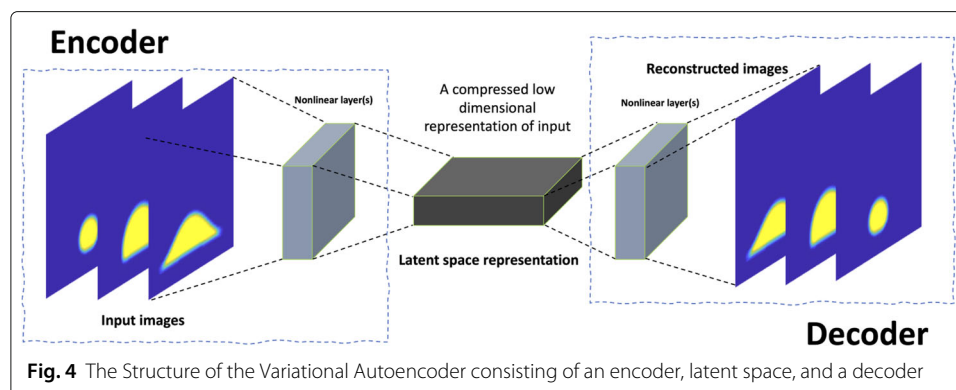 Encoder
Nonlinear layer(s)
Input images
A compressed low
dimensional
representation of input
Latent space representation
Reconstructed images
Nonlinear layer(s)
Decoder
Fig. 4 The Structure of the Variational Autoencoder consisting of an encoder, latent space, and a decoder